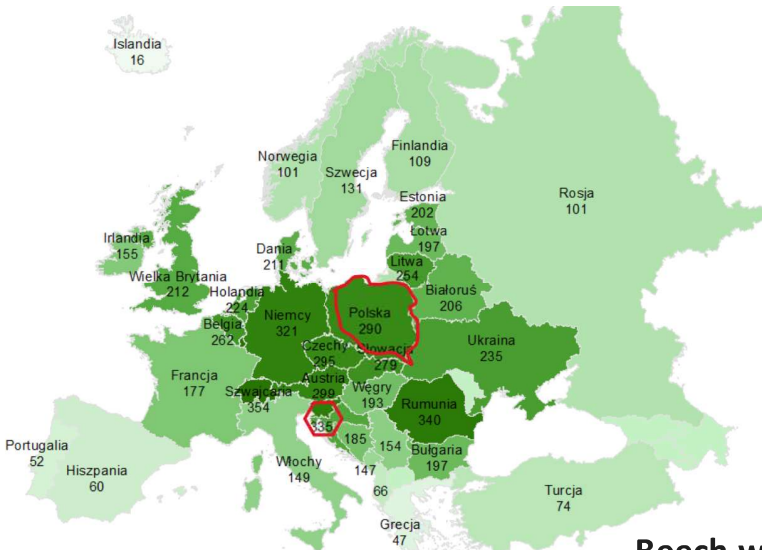 Islandia
16
Norwegia
101
Szwecja
131
Finlandia
109
Rosja
101
Estonia
202
Łotwa
197
Litwa
254
Białoruś
206
Irlandia
155
Wielka Brytania
212
Dania
211
Holandia
224
Belgia
262
Niemcy
321
Polska
290
Czechy
295
Słowacja
279
Ukraina
235
Francja
177
Szwajcaria
354
Austria
299
Węgry
193
Rumunia
340
335
185
154
Bułgaria
197
147
66
Włochy
149
Portugalia
52
Hiszpania
60
Grecja
47
Turcja
74